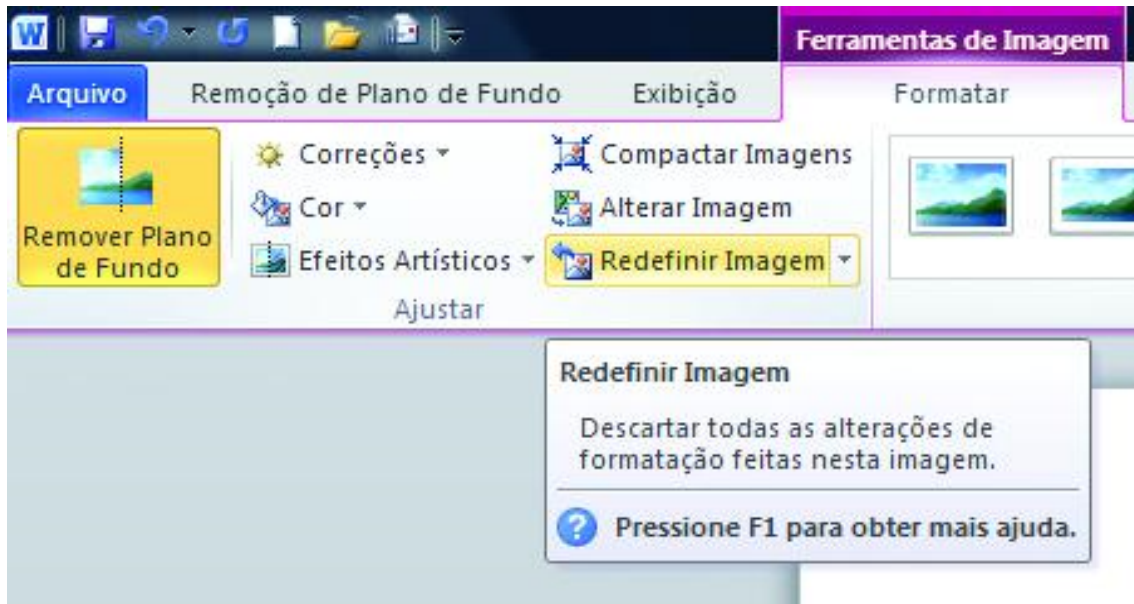 W
Ferramentas de Imagem
Arquivo Remoção de Plano de Fundo Exibição Formatar
Remover Plano
de Fundo
Correções
Cor
Efeitos Artísticos
Compactar Imagens
Alterar Imagem
Redefinir Imagem
Ajustar
Redefinir Imagem
Descartar todas as alterações de
formatação feitas nesta imagem.
? Pressione F1 para obter mais ajuda.